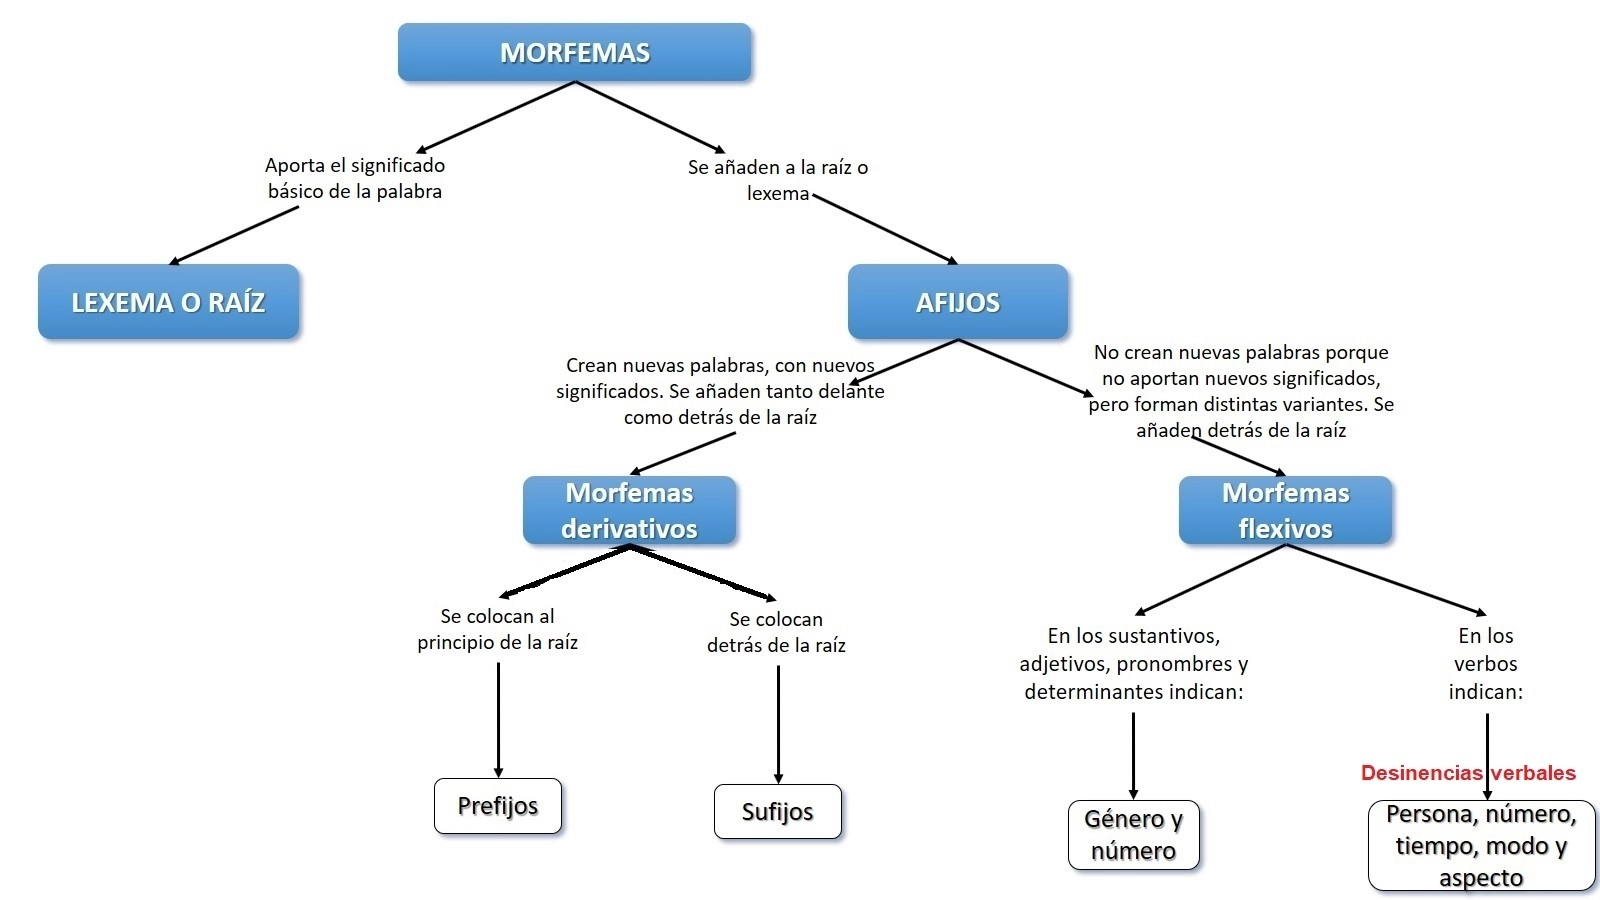 MORFEMAS
Aporta el significado
básico de la palabra
Se añaden a la raíz o
lexema
LEXEMA O RAÍZ
AFIJOS
Crean nuevas palabras, con nuevos
significados. Se añaden tanto delante
como detrás de la raíz
No crean nuevas palabras porque
no aportan nuevos significados,
pero forman distintas variantes. Se
añaden detrás de la raíz
Morfemas
derivativos
Morfemas
flexivos
Se colocan al
principio de la raíz
Se colocan
detrás de la raíz
En los sustantivos,
adjetivos, pronombres y
determinantes indican:
En los
verbos
indican:
Prefijos
Sufijos
Género y
número
Desinencias verbales
Persona, número,
tiempo, modo y
aspecto